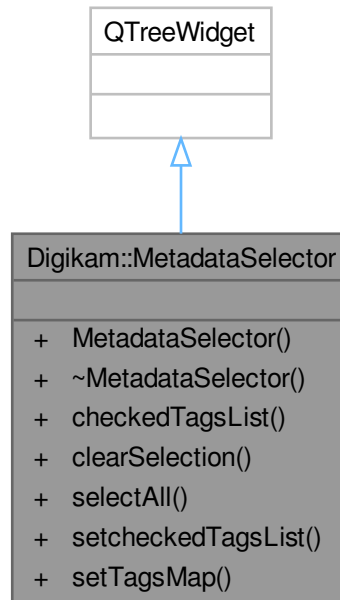 QTreeWidget
Digikam::MetadataSelector
+ MetadataSelector()
+ ~MetadataSelector()
+ checkedTagsList()
+ clearSelection()
+ selectAll()
+ setcheckedTagsList()
+ setTagsMap()